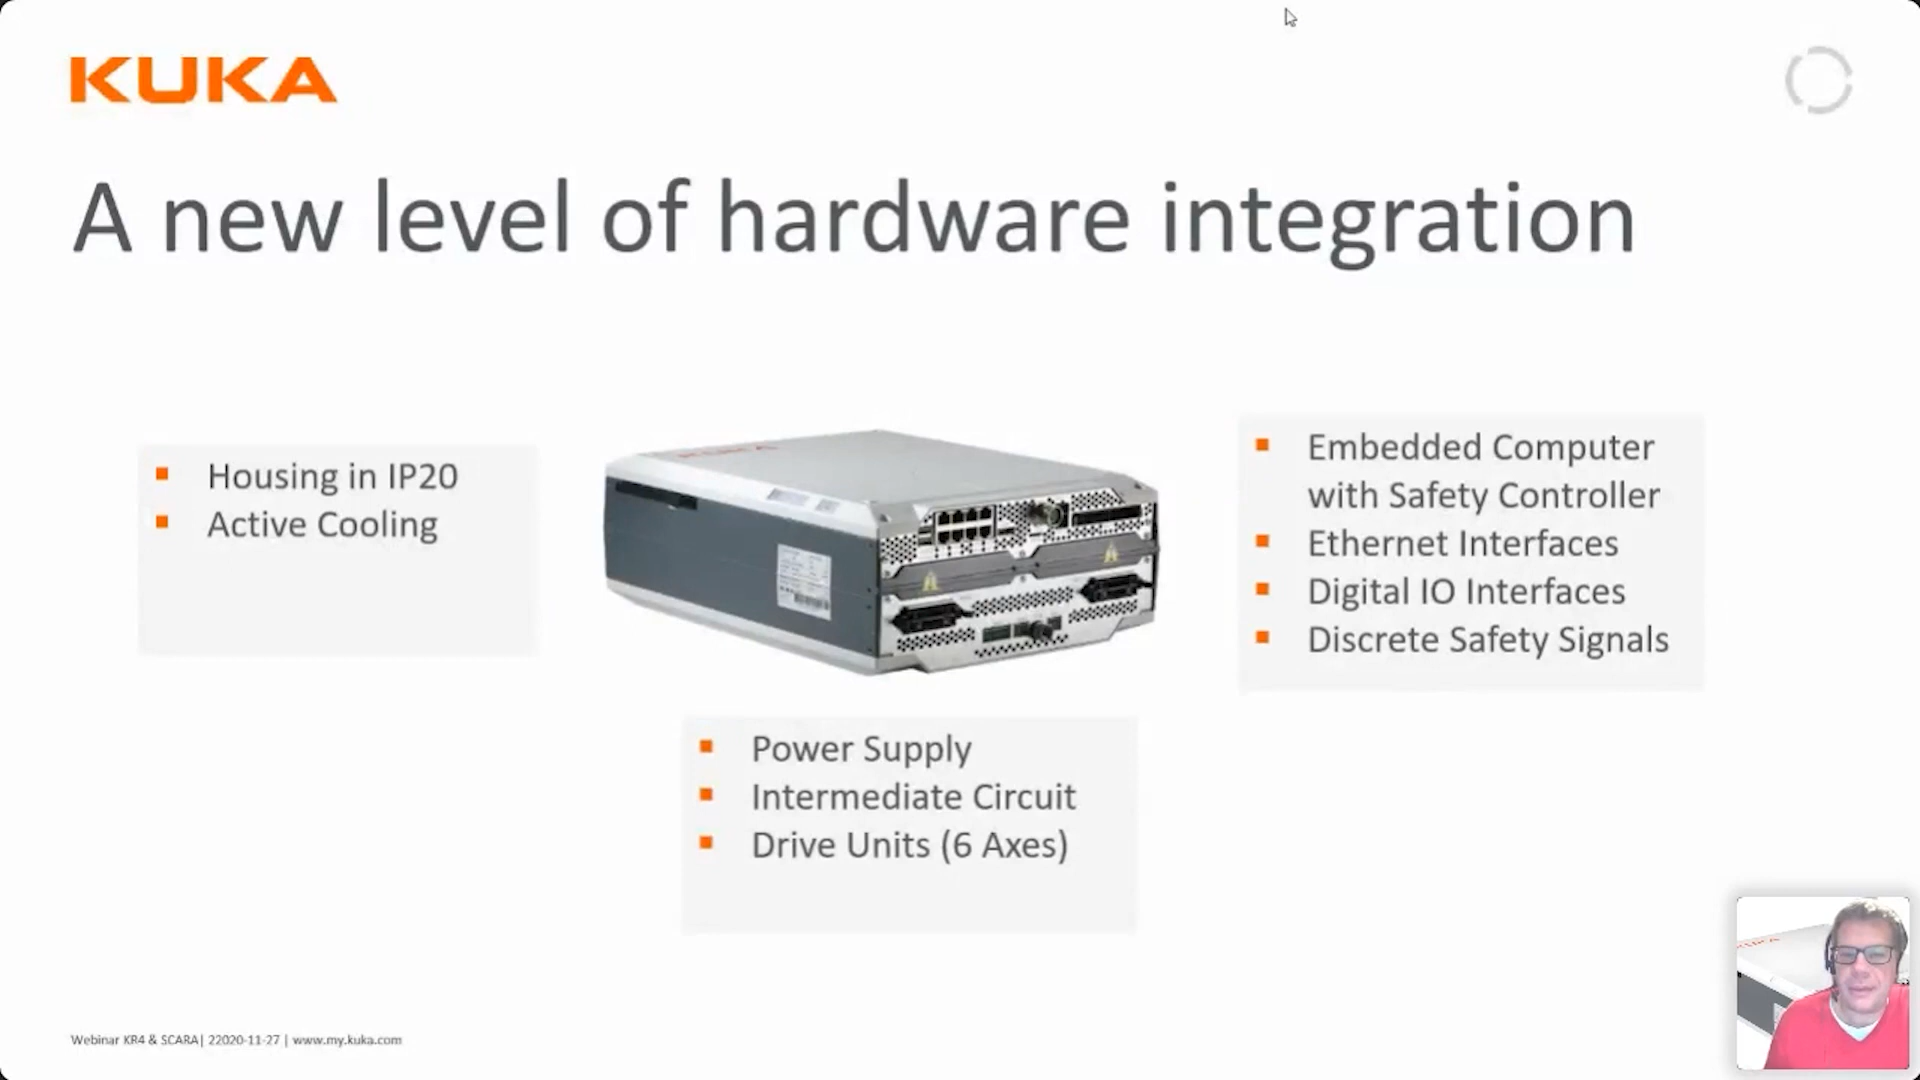 KUKA
A new level of hardware integration
Housing in IP20
Active Cooling
KUKA
Embedded Computer
with Safety Controller
Ethernet Interfaces
Digital IO Interfaces
Discrete Safety Signals
Power Supply
Intermediate Circuit
Drive Units (6 Axes)
KUKA
Webinar KR4 & SCARA| 22020-11-27 | www.my.kuka.com